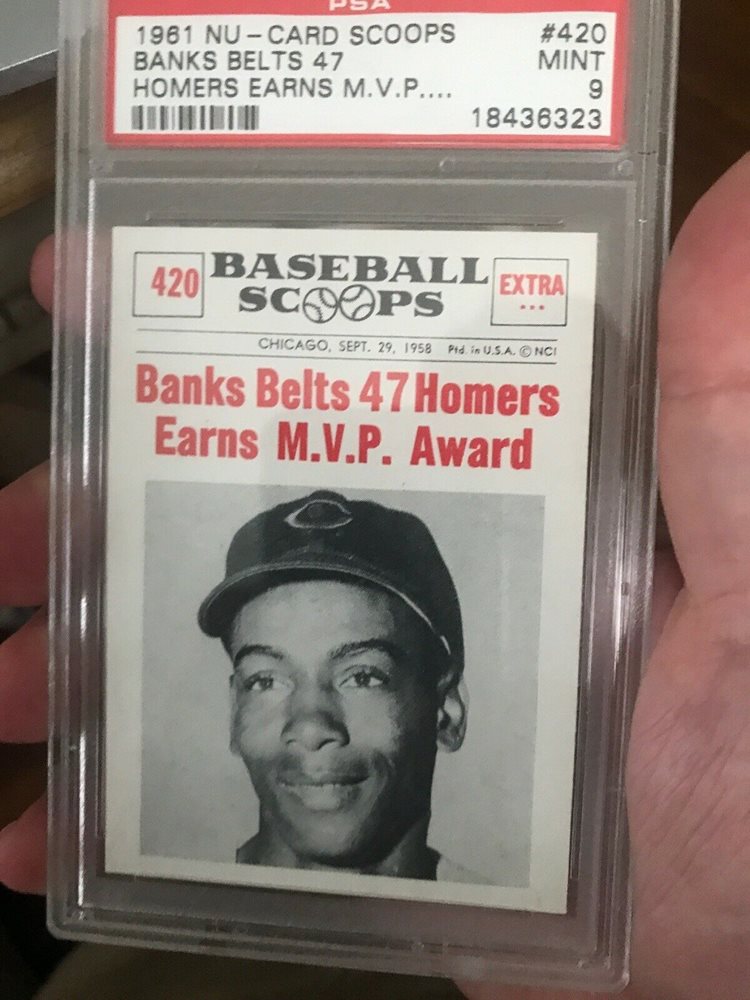 PSA
1961 NU-CARD SCOOPS #420
BANKS BELTS 47 MINT
HOMERS EARNS M.V.P.... 9
18436323
420 BASEBALL SCOOPS EXTRA
CHICAGO, SEPT. 29, 1958 Ptd. in U.S.A. © NCI
Banks Belts 47 Homers
Earns M.V.P. Award
C